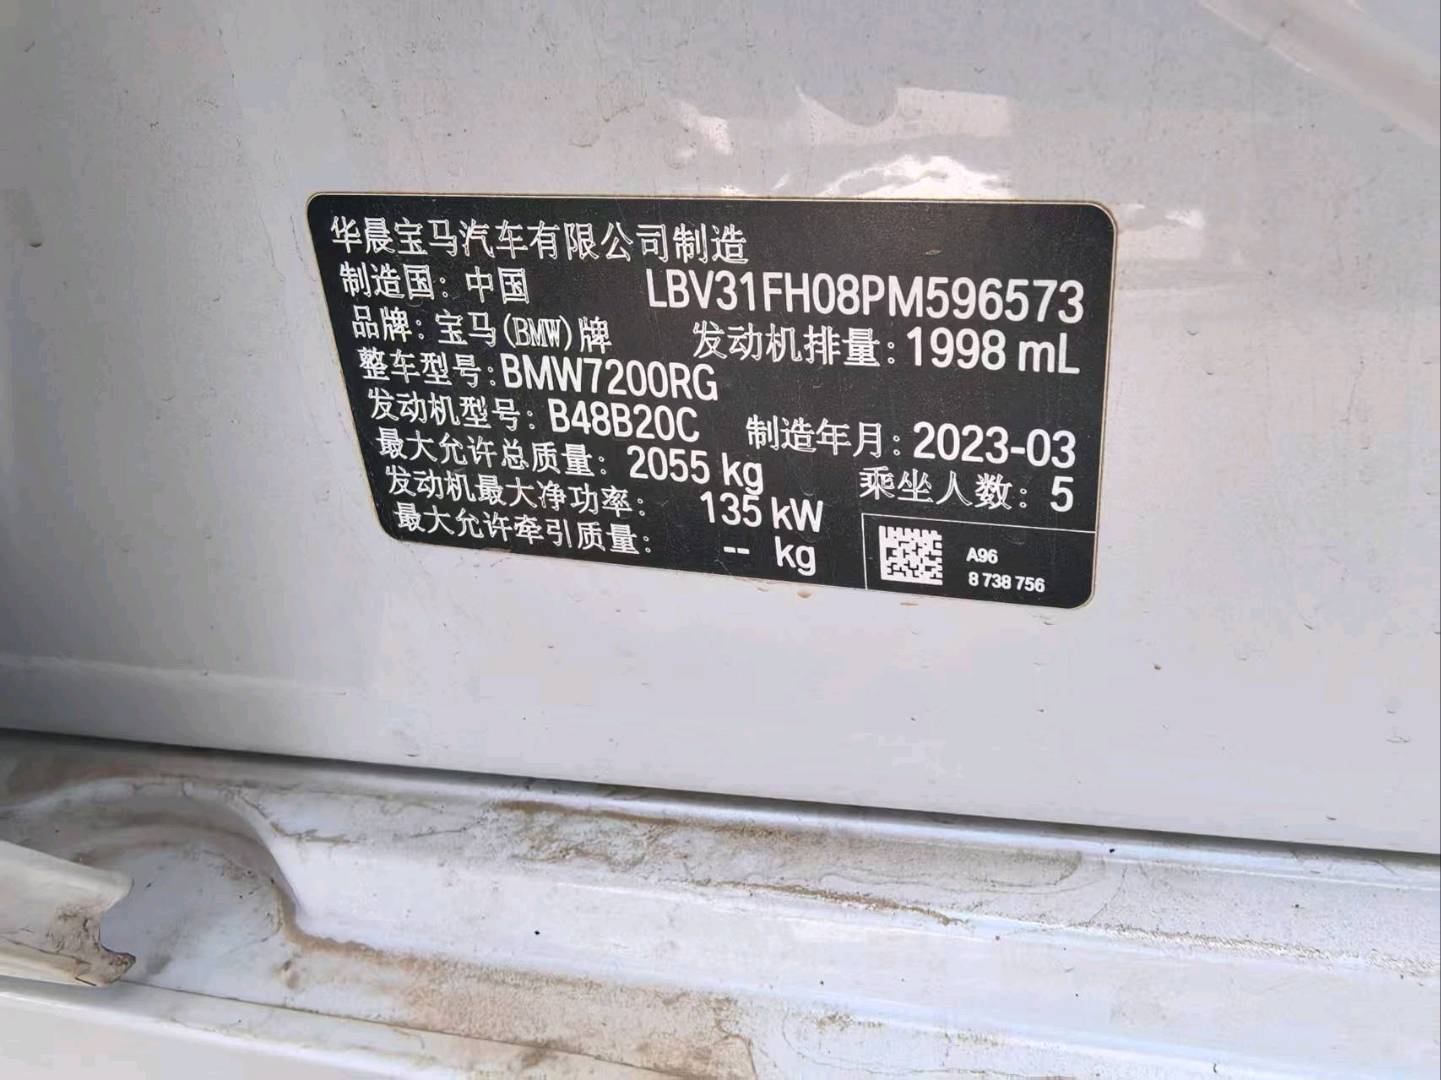 华晨宝马汽车有限公司制造
制造国：中国 LBV31FH08PM596573
品牌：宝马(BMW)牌 发动机排量：1998 mL
整车型号：BMW7200RG
发动机型号：B48B20C 制造年月：2023-03
最大允许总质量：2055 kg 乘坐人数：5
发动机最大净功率：135 kW
最大允许牵引质量：-- kg
A96
8 738 756